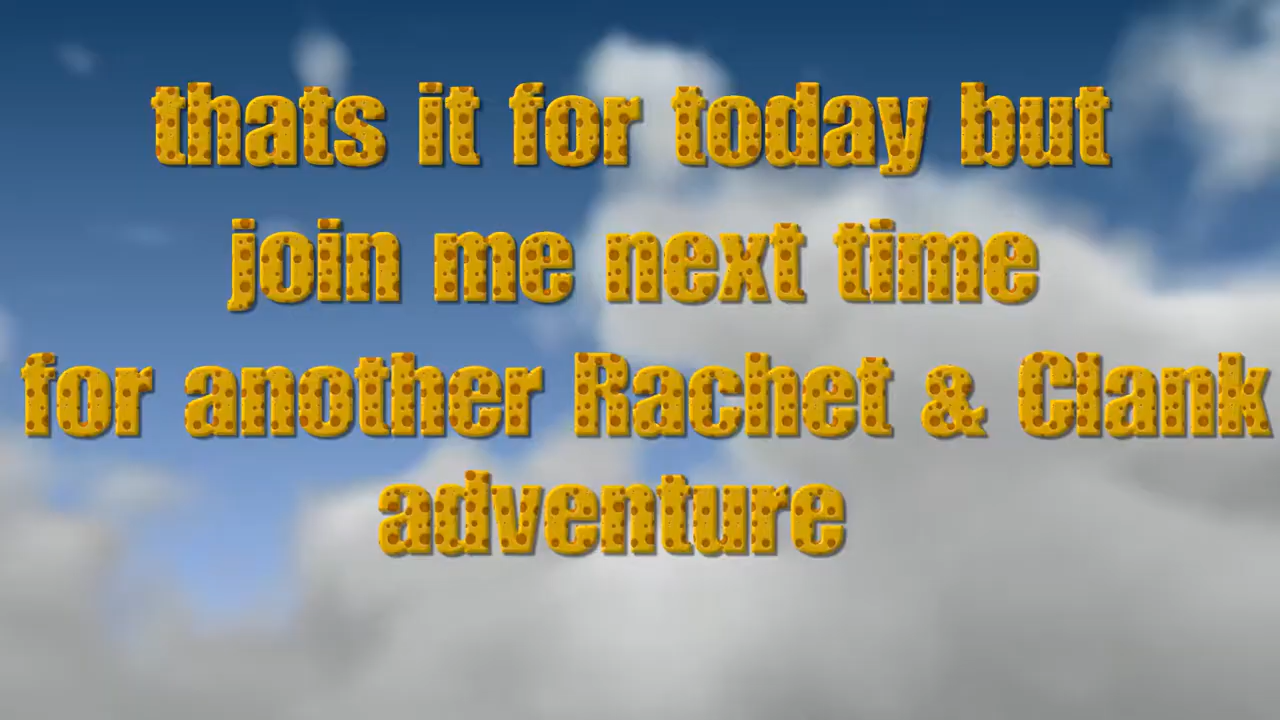 thats it for today but
join me next time
for another Rachet & Clank
adventure